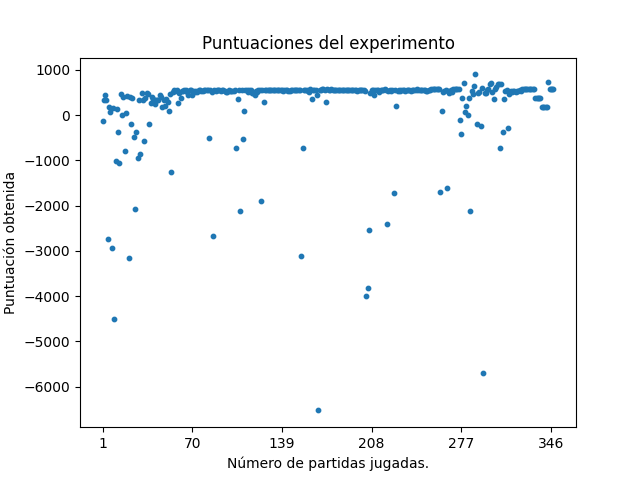 Puntuaciones del experimento
Puntuación obtenida
1000
0
−1000
−2000
−3000
−4000
−5000
−6000
1 70 139 208 277 346
Número de partidas jugadas.